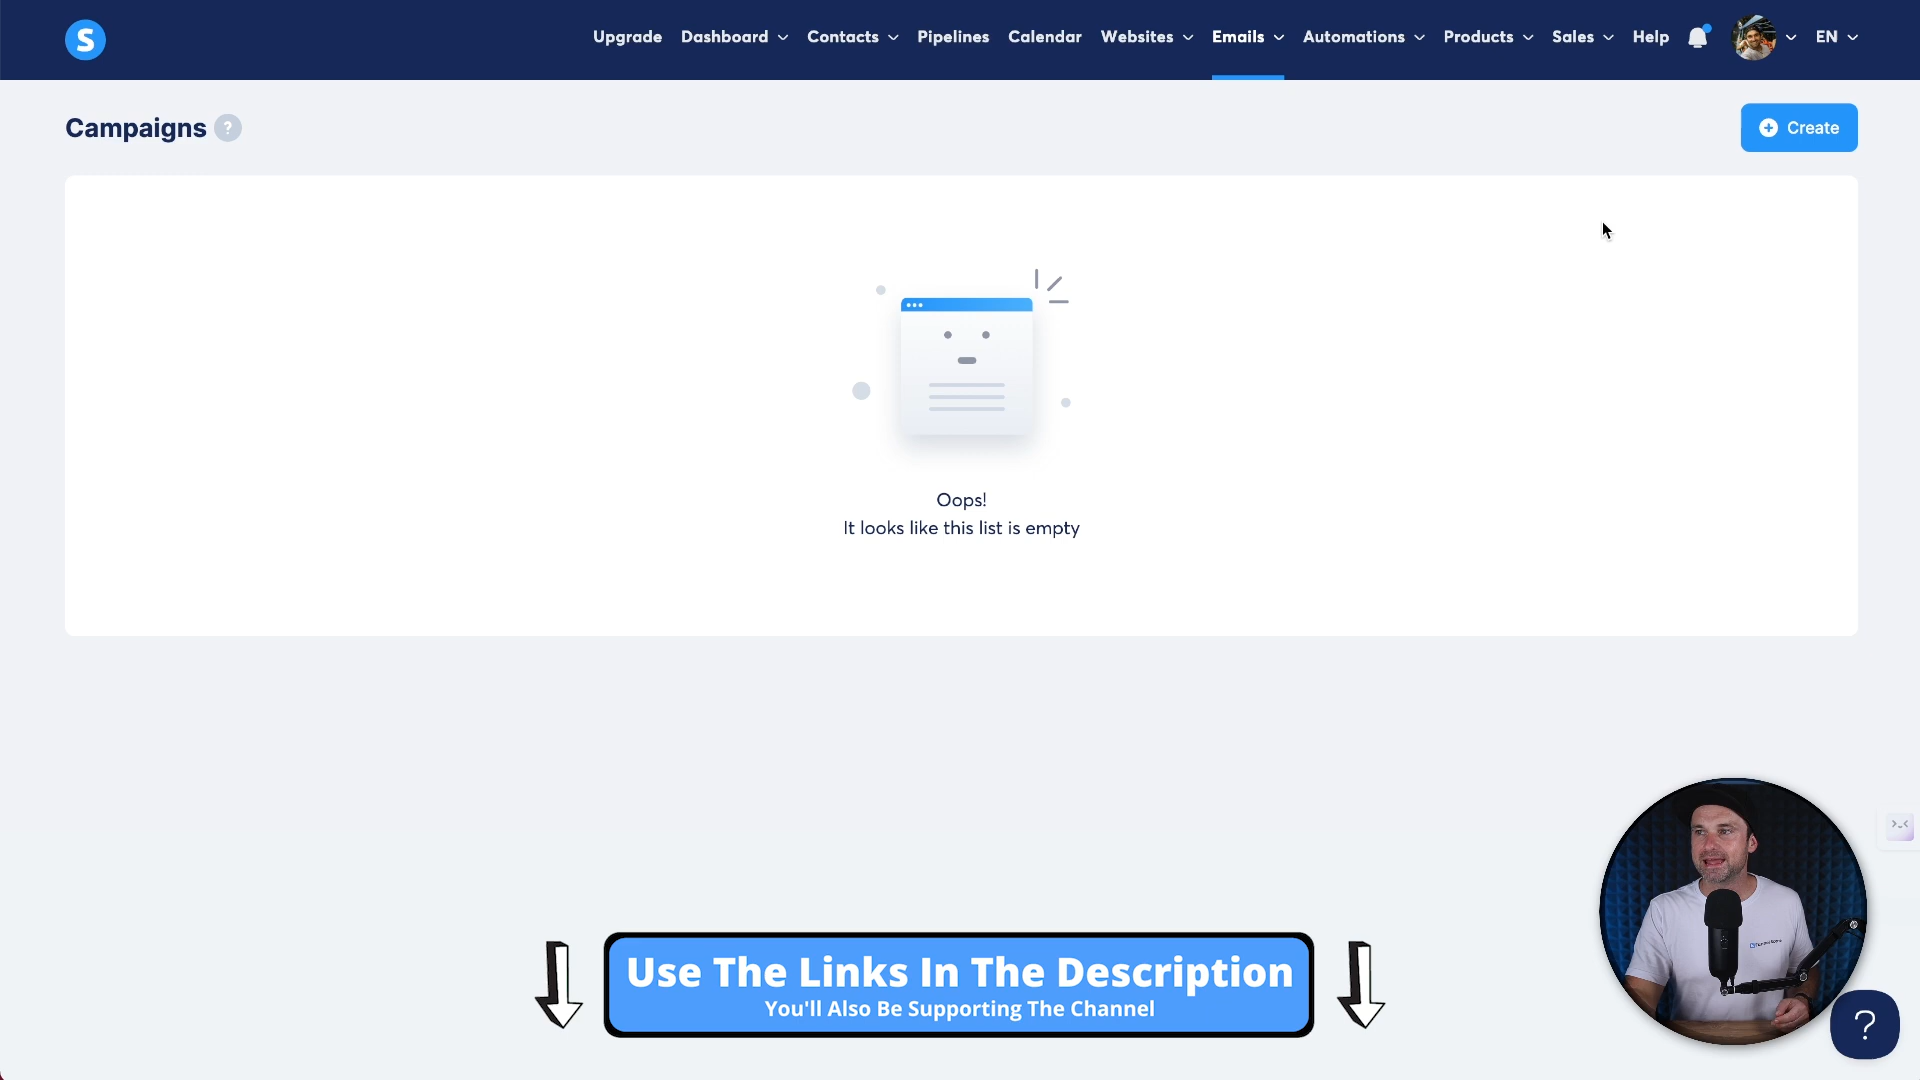 S
Upgrade Dashboard Contacts Pipelines Calendar Websites Emails Automations Products Sales Help EN
Campaigns ?
Create
Oops!
It looks like this list is empty
Use The Links In The Description
You'll Also Be Supporting The Channel
?